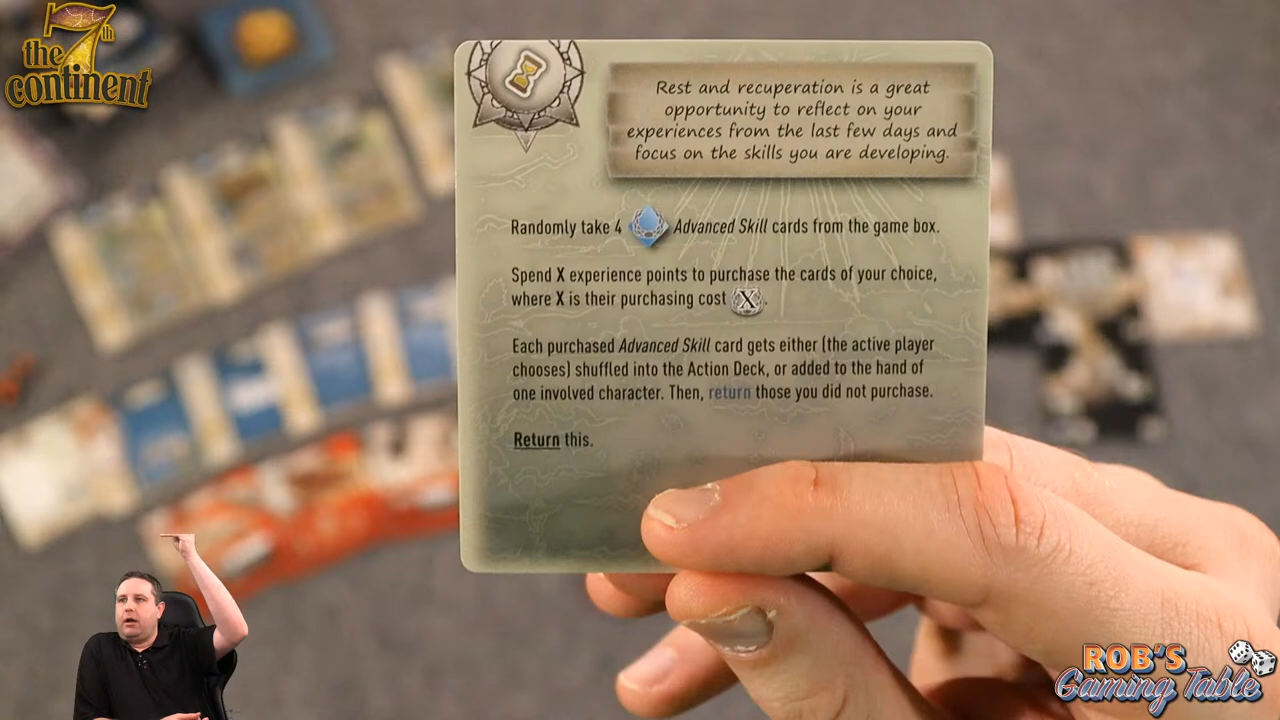 the 7th
continent
Rest and recuperation is a great
opportunity to reflect on your
experiences from the last few days and
focus on the skills you are developing.
Randomly take 4 Advanced Skill cards from the game box.
Spend X experience points to purchase the cards of your choice,
where X is their purchasing cost X.
Each purchased Advanced Skill card gets either (the active player
chooses) shuffled into the Action Deck, or added to the hand of
one involved character. Then, return those you did not purchase.
Return this.
ROB'S
Gaming Table